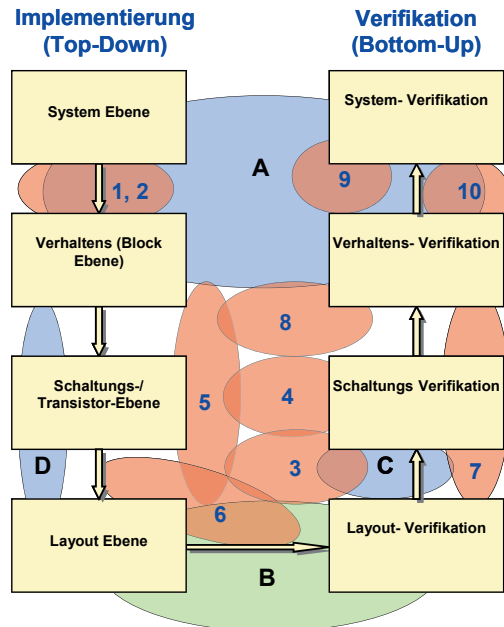 Implementierung
(Top-Down)
Verifikation
(Bottom-Up)
System Ebene
System- Verifikation
A
1, 2
9
10
Verhaltens (Block
Ebene)
Verhaltens- Verifikation
8
Schaltungs-/
Transistor-Ebene
5
4
Schaltungs Verifikation
D
3
C
7
6
Layout Ebene
Layout- Verifikation
B